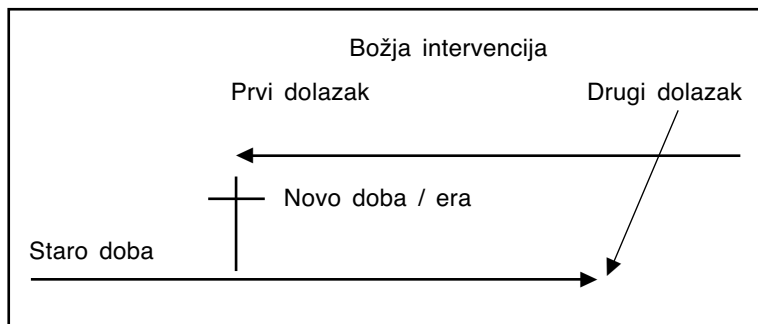 Božja intervencija
Prvi dolazak
Drugi dolazak
Novo doba / era
Staro doba